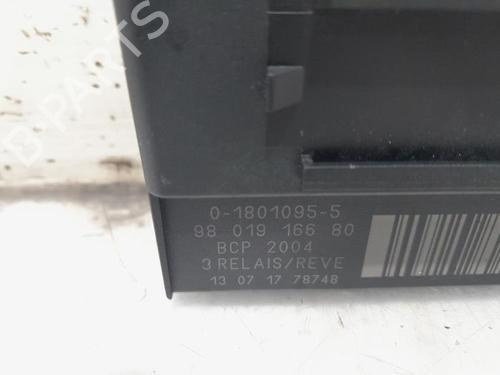 B-PARTS
0-1801095-5
98 019 166 80
BCP 2004
3 RELAIS/REVE
13 07 17 78748